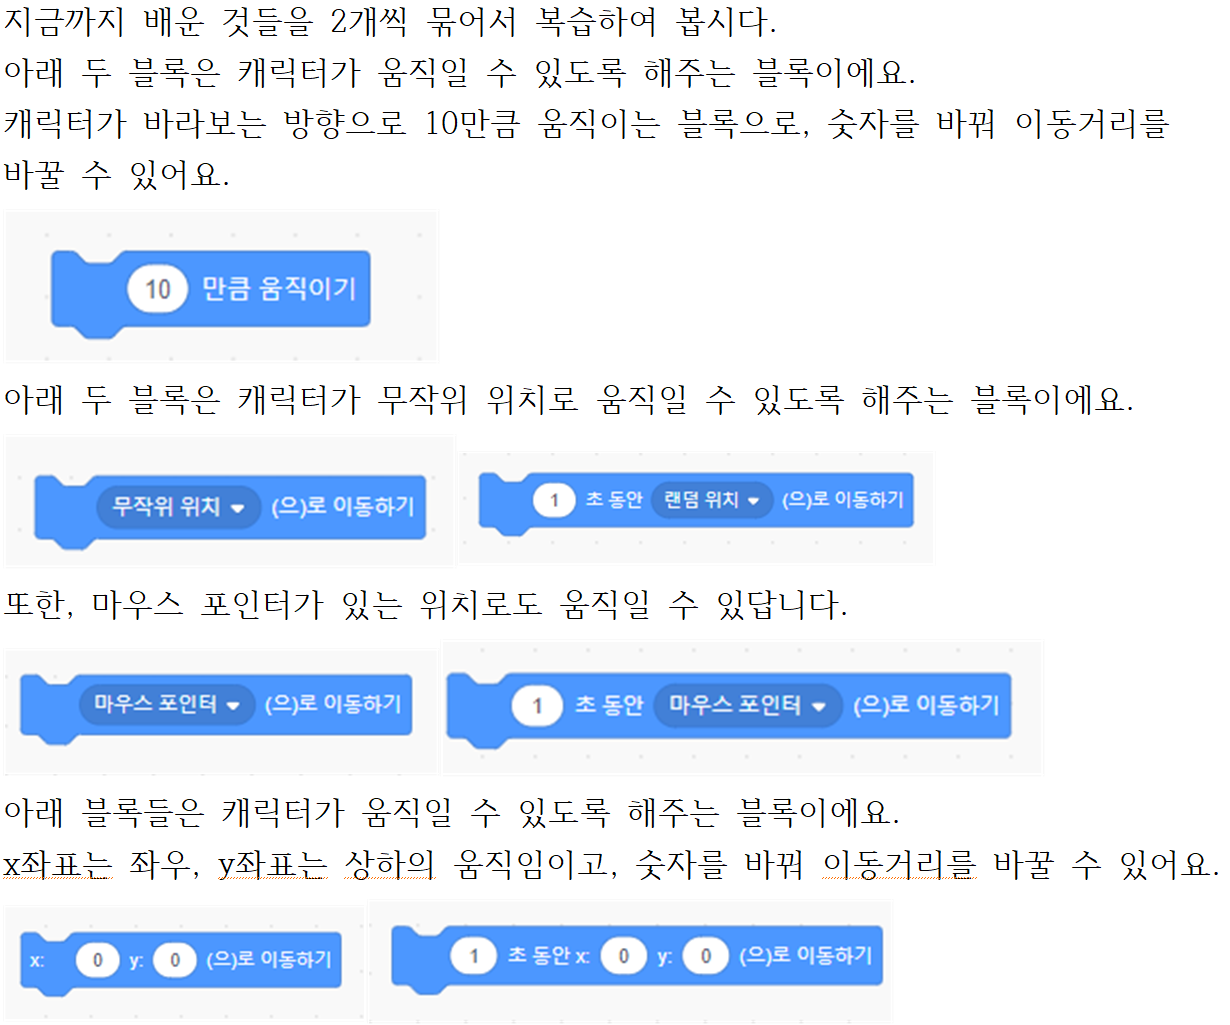 지금까지 배운 것들을 2개씩 묶어서 복습하여 봅시다.
아래 두 블록은 캐릭터가 움직일 수 있도록 해주는 블록이에요.
캐릭터가 바라보는 방향으로 10만큼 움직이는 블록으로, 숫자를 바꿔 이동거리를
바꿀 수 있어요.
10 만큼 움직이기
아래 두 블록은 캐릭터가 무작위 위치로 움직일 수 있도록 해주는 블록이에요.
무작위 위치 (으)로 이동하기
1 초 동안 랜덤 위치 (으)로 이동하기
또한, 마우스 포인터가 있는 위치로도 움직일 수 있답니다.
마우스 포인터 (으)로 이동하기
1 초 동안 마우스 포인터 (으)로 이동하기
아래 블록들은 캐릭터가 움직일 수 있도록 해주는 블록이에요.
x좌표는 좌우, y좌표는 상하의 움직임이고, 숫자를 바꿔 이동거리를 바꿀 수 있어요.
x: 0 y: 0 (으)로 이동하기
1 초 동안 x: 0 y: 0 (으)로 이동하기